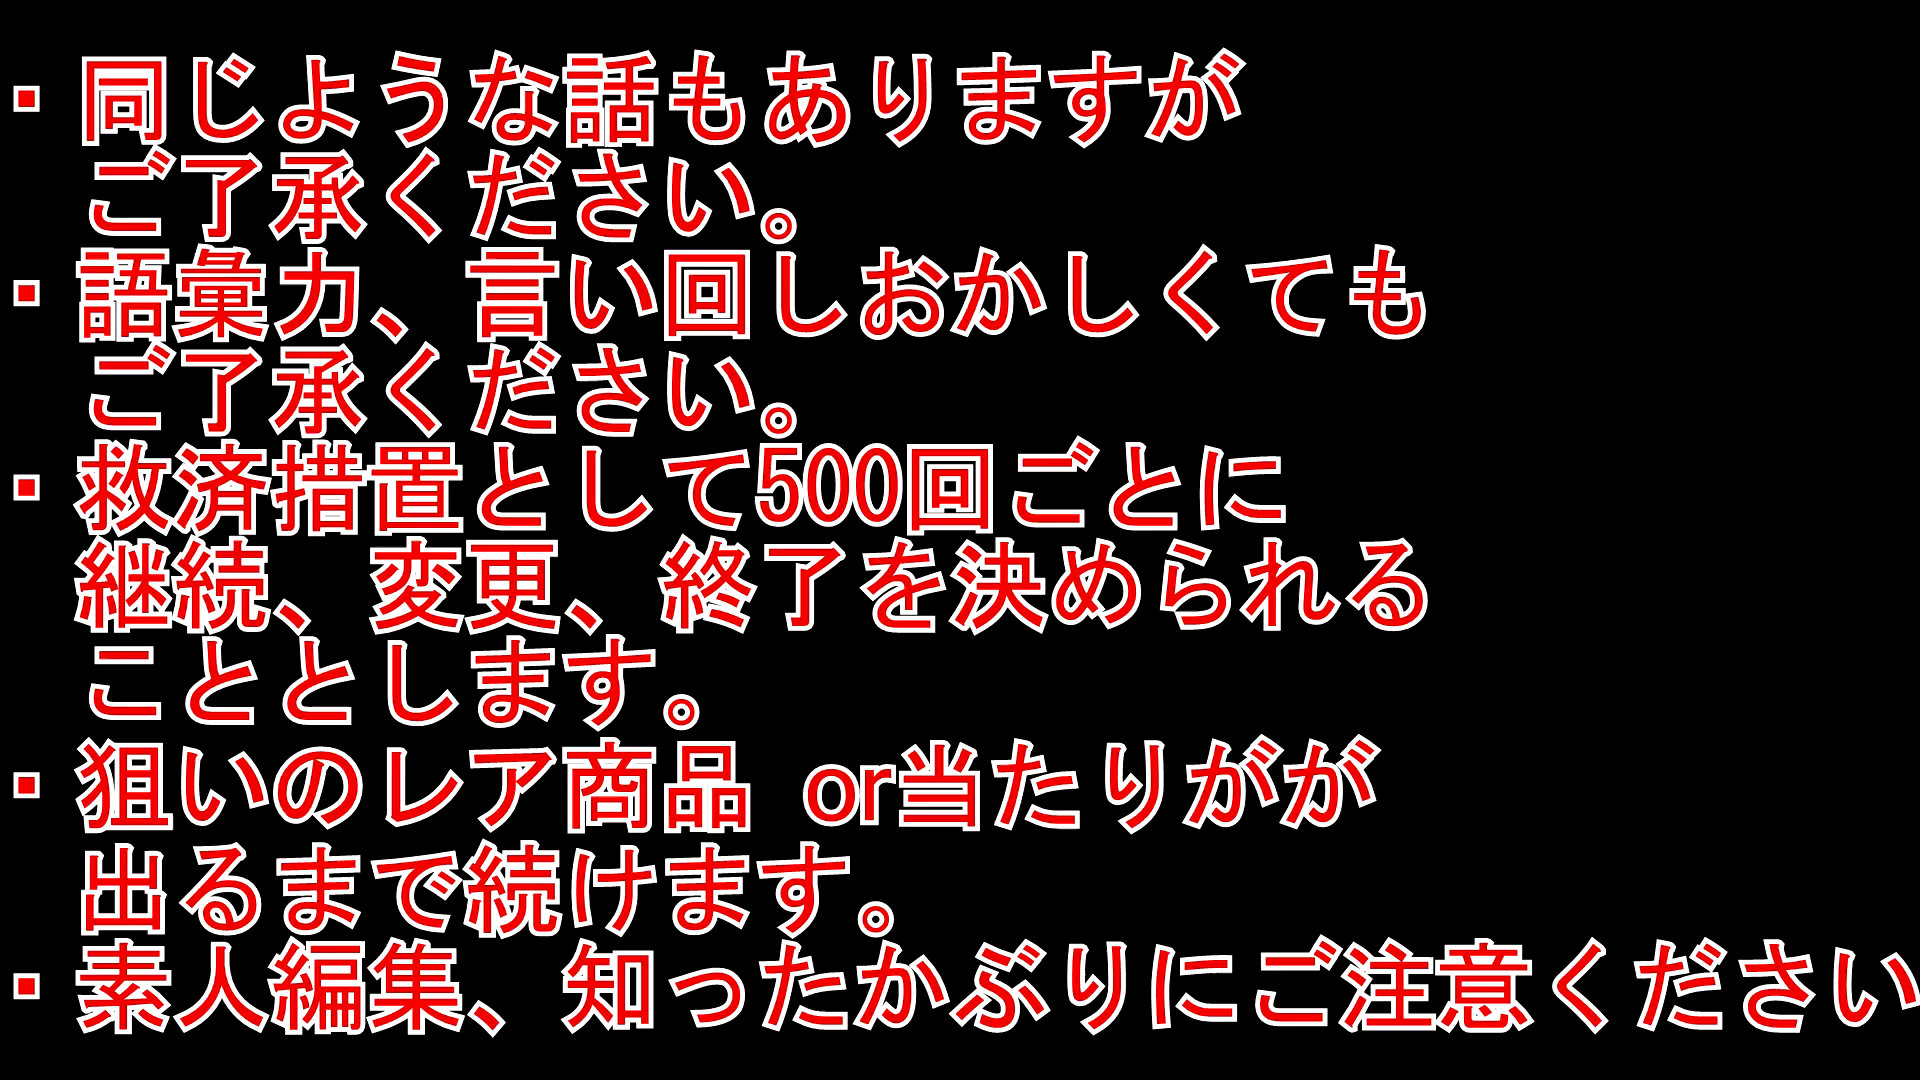 ・同じような話もありますが
ご了承ください。
・語彙力、言い回しおかしくても
ご了承ください。
・救済措置として500回ごとに
継続、変更、終了を決められる
こととします。
・狙いのレア商品 or当たりがが
出るまで続けます。
・素人編集、知ったかぶりにご注意ください